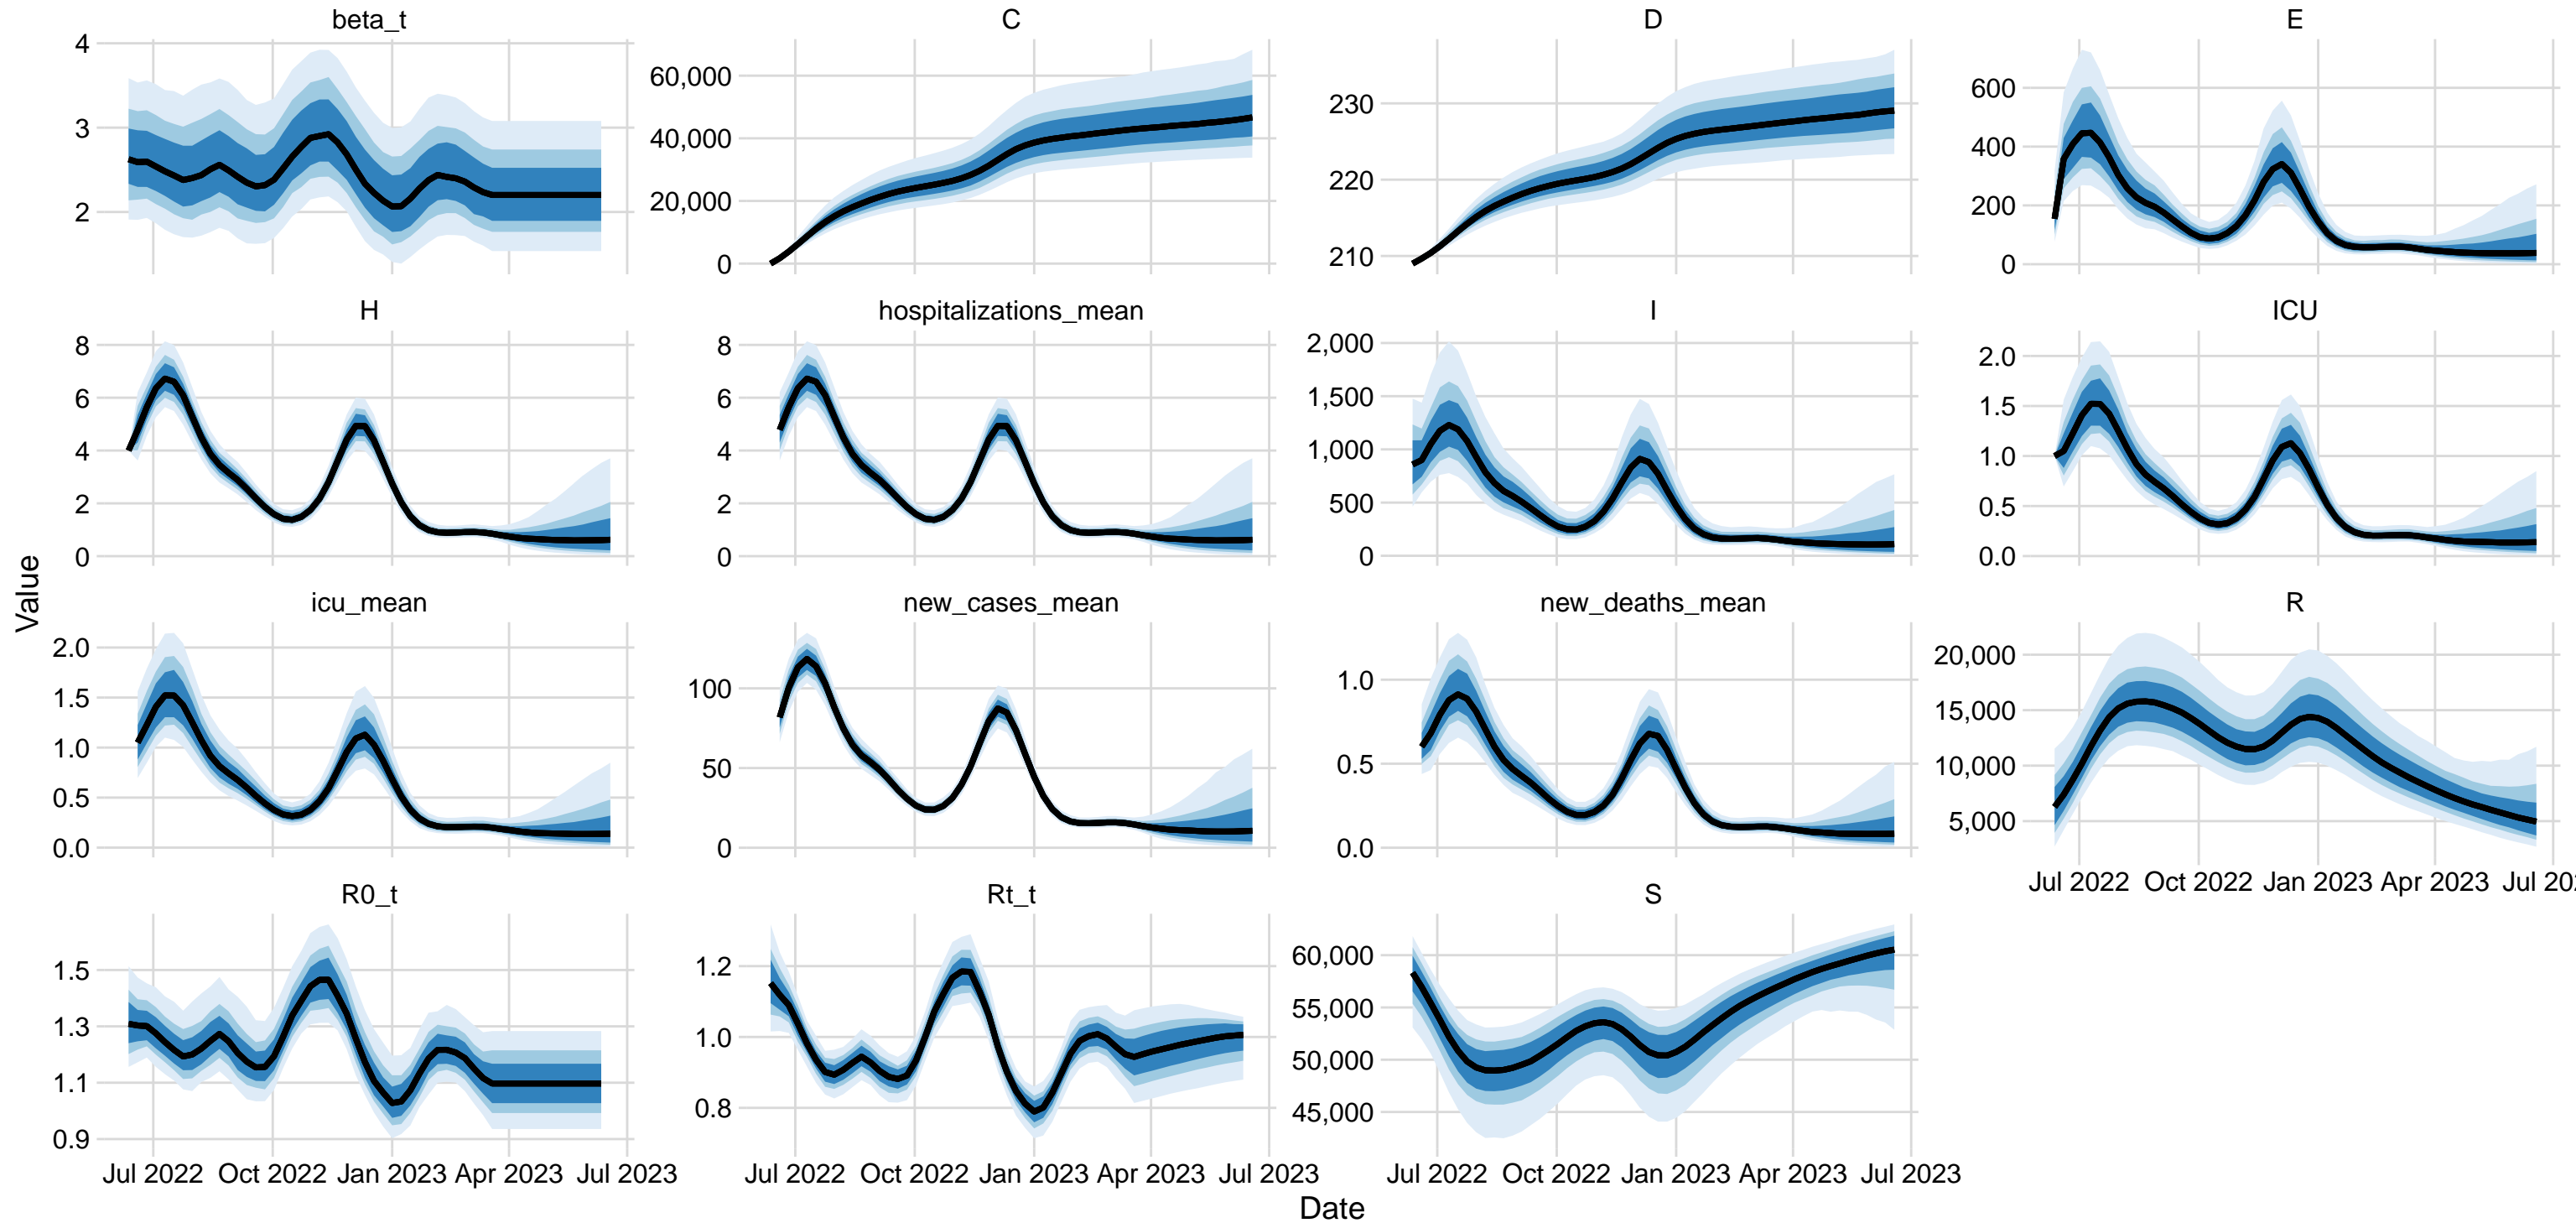 beta_t
C
D
E
4
3
2
60,000
40,000
20,000
0
230
220
210
600
400
200
0
H
hospitalizations_mean
I
ICU
8
6
4
2
0
8
6
4
2
0
2,000
1,500
1,000
500
0
2.0
1.5
1.0
0.5
0.0
Value
icu_mean
new_cases_mean
new_deaths_mean
R
2.0
1.5
1.0
0.5
0.0
100
50
0
1.0
0.5
0.0
20,000
15,000
10,000
5,000
Jul 2022 Oct 2022 Jan 2023 Apr 2023 Jul 202
R0_t
Rt_t
S
1.5
1.3
1.1
0.9
1.2
1.0
0.8
60,000
55,000
50,000
45,000
Jul 2022 Oct 2022 Jan 2023 Apr 2023 Jul 2023
Jul 2022 Oct 2022 Jan 2023 Apr 2023 Jul 2023
Jul 2022 Oct 2022 Jan 2023 Apr 2023 Jul 2023
Date